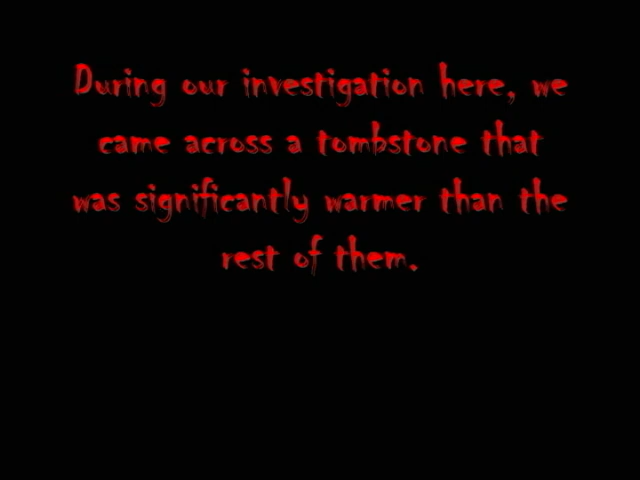 During our investigation here, we
came across a tombstone that
was significantly warmer than the
rest of them.